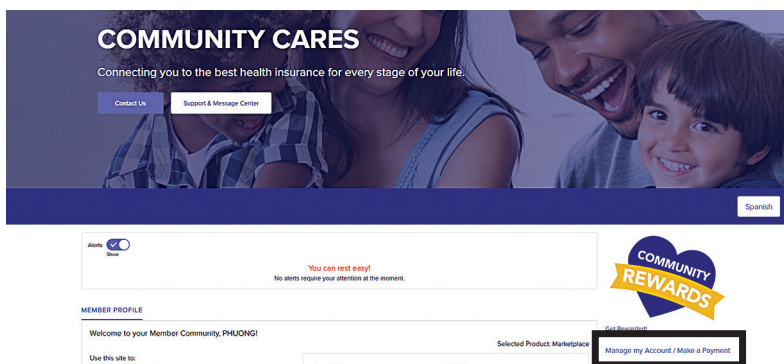 COMMUNITY CARES
Connecting you to the best health insurance for every stage of your life.
Contact Us
Support & Message Center
Spanish
Alerts
Show
You can rest easy!
No alerts require your attention at the moment.
COMMUNITY
REWARDS
MEMBER PROFILE
Welcome to your Member Community, PHUONG!
Selected Product: Marketplace
Get Rewarded!
Manage my Account / Make a Payment
Use this site to: